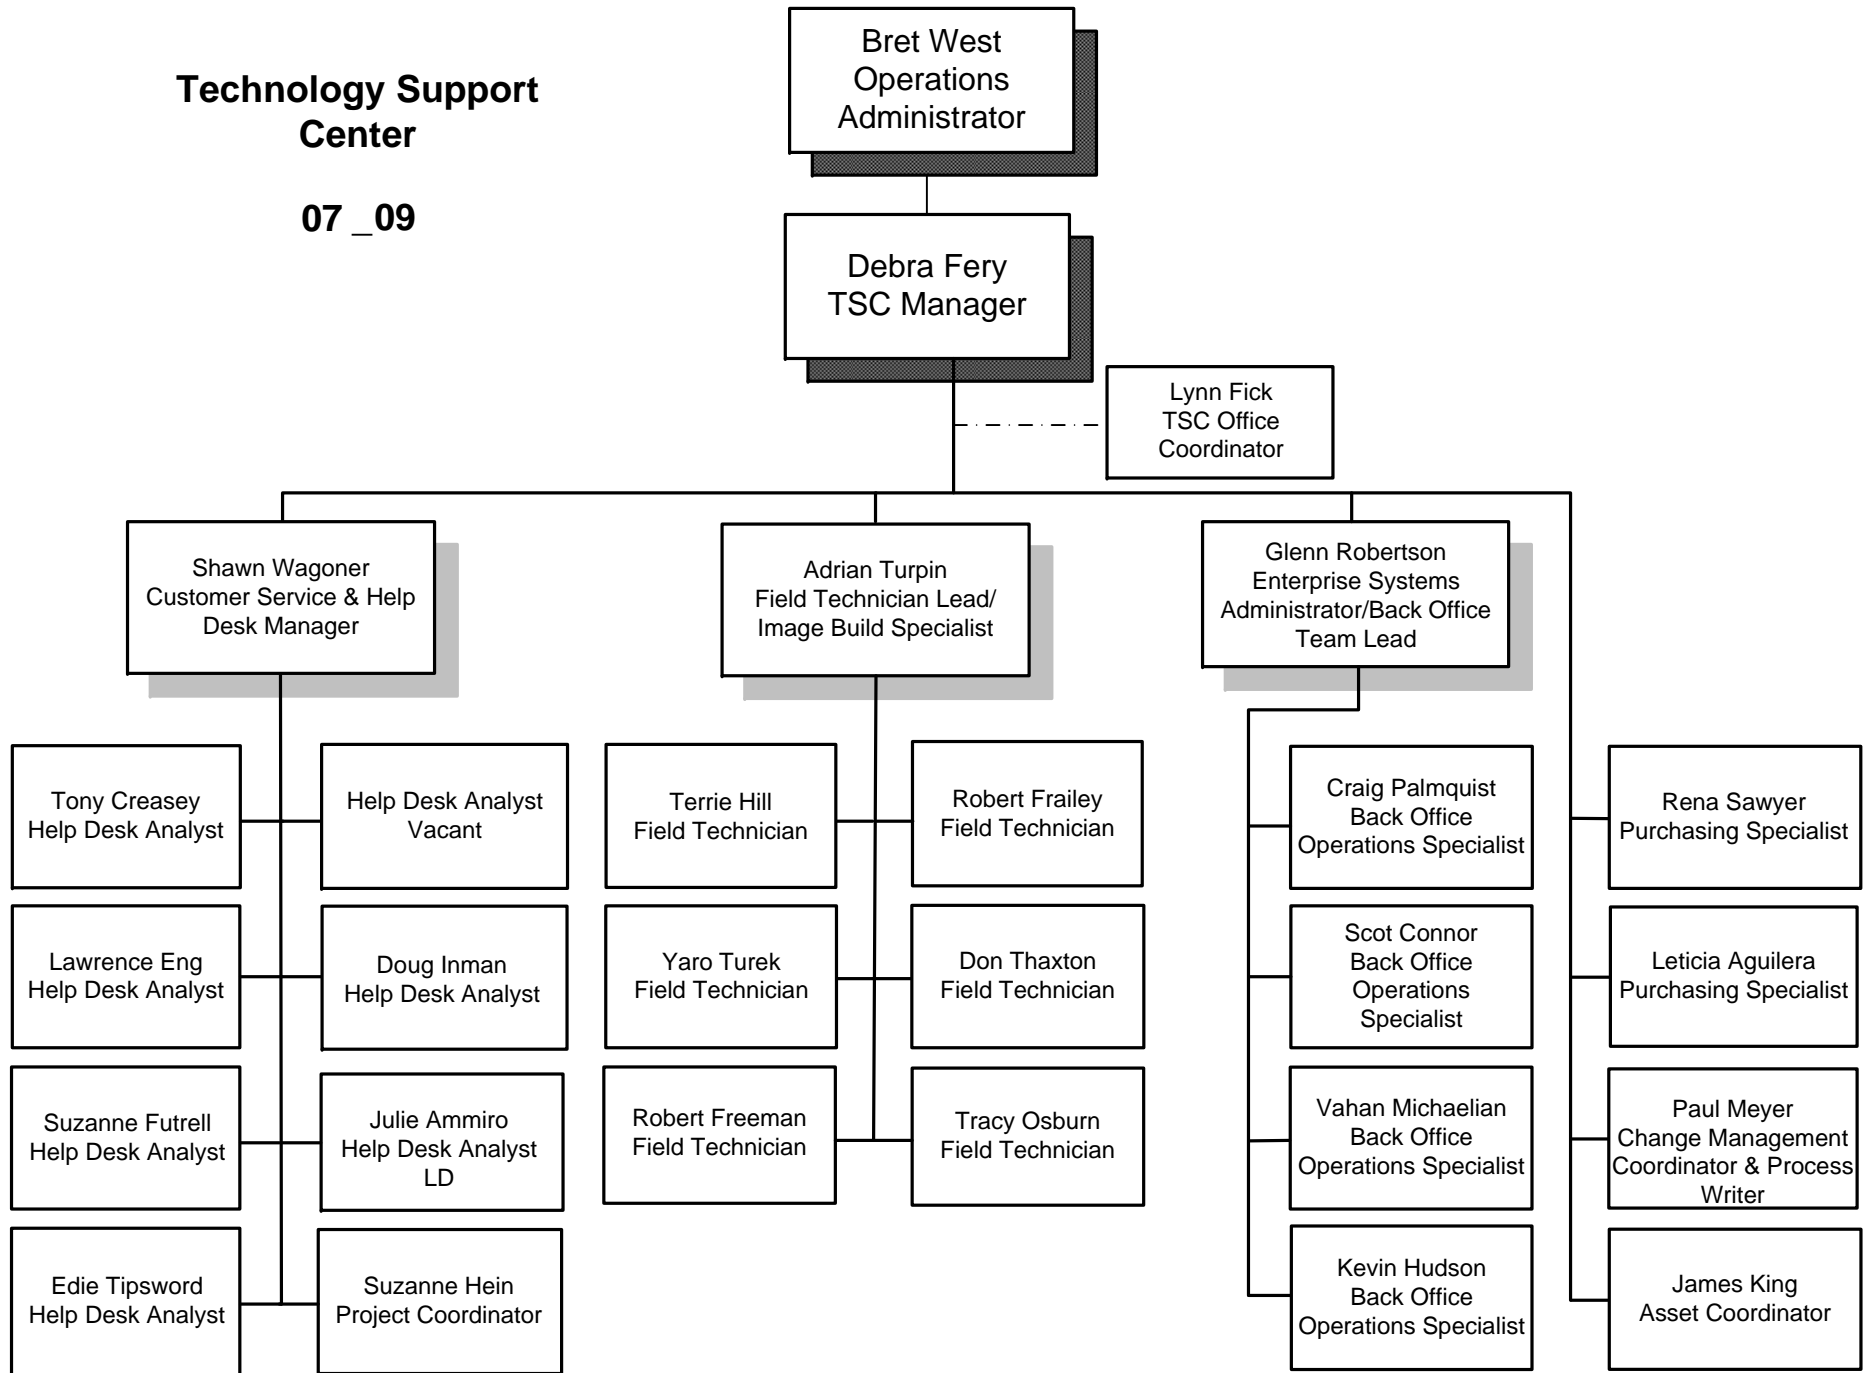 Technology Support
Center
07 _09
Bret West
Operations
Administrator
Debra Fery
TSC Manager
Lynn Fick
TSC Office
Coordinator
Shawn Wagoner
Customer Service & Help
Desk Manager
Adrian Turpin
Field Technician Lead/
Image Build Specialist
Glenn Robertson
Enterprise Systems
Administrator/Back Office
Team Lead
Tony Creasey
Help Desk Analyst
Help Desk Analyst
Vacant
Lawrence Eng
Help Desk Analyst
Doug Inman
Help Desk Analyst
Suzanne Futrell
Help Desk Analyst
Julie Ammiro
Help Desk Analyst
LD
Edie Tipsword
Help Desk Analyst
Suzanne Hein
Project Coordinator
Terrie Hill
Field Technician
Robert Frailey
Field Technician
Yaro Turek
Field Technician
Don Thaxton
Field Technician
Robert Freeman
Field Technician
Tracy Osburn
Field Technician
Craig Palmquist
Back Office
Operations Specialist
Scot Connor
Back Office
Operations
Specialist
Vahan Michaelian
Back Office
Operations Specialist
Kevin Hudson
Back Office
Operations Specialist
Rena Sawyer
Purchasing Specialist
Leticia Aguilera
Purchasing Specialist
Paul Meyer
Change Management
Coordinator & Process
Writer
James King
Asset Coordinator